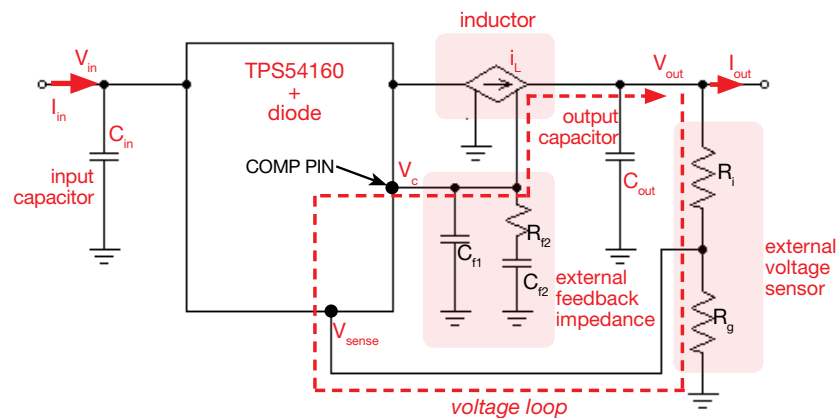 inductor
V_in
I_in
TPS54160
+
diode
i_L
V_out
I_out
C_in
input
capacitor
COMP PIN
V_c
output
capacitor
C_out
R_i
C_f1
R_f2
C_f2
external
feedback
impedance
external
voltage
sensor
V_sense
R_g
voltage loop